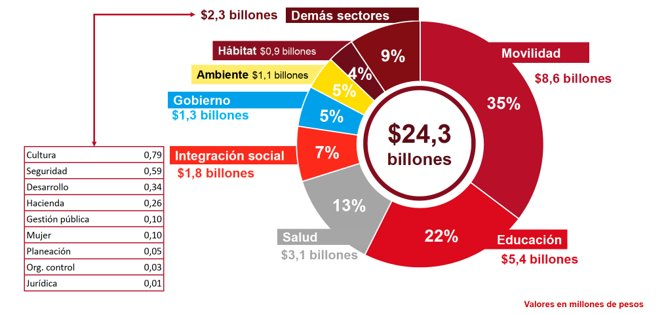 $2,3 billones Demás sectores
Hábitat $0,9 billones
Ambiente $1,1 billones
Gobierno
$1,3 billones
Integración social
$1,8 billones
Salud
$3,1 billones
Movilidad
$8,6 billones
Educación
$5,4 billones
9%
4%
5%
5%
7%
13%
22%
35%
$24,3
billones
Cultura 0,79
Seguridad 0,59
Desarrollo 0,34
Hacienda 0,26
Gestión pública 0,10
Mujer 0,10
Planeación 0,05
Org. control 0,03
Jurídica 0,01
Valores en millones de pesos